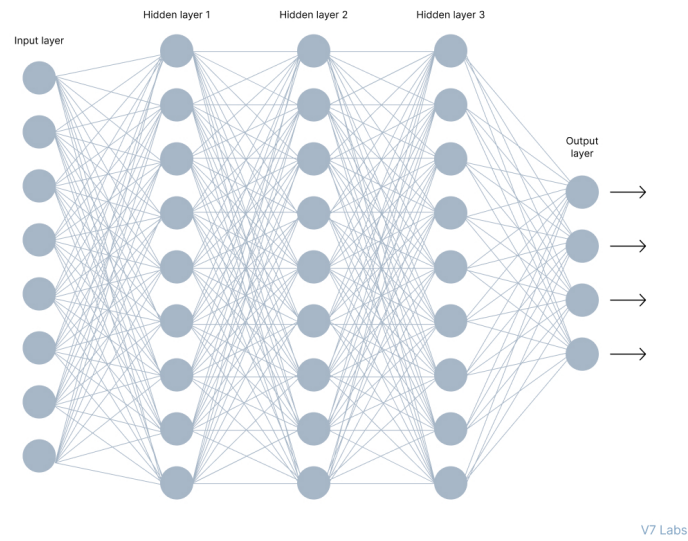 Hidden layer 1
Hidden layer 2
Hidden layer 3
Input layer
Output
layer
V7 Labs